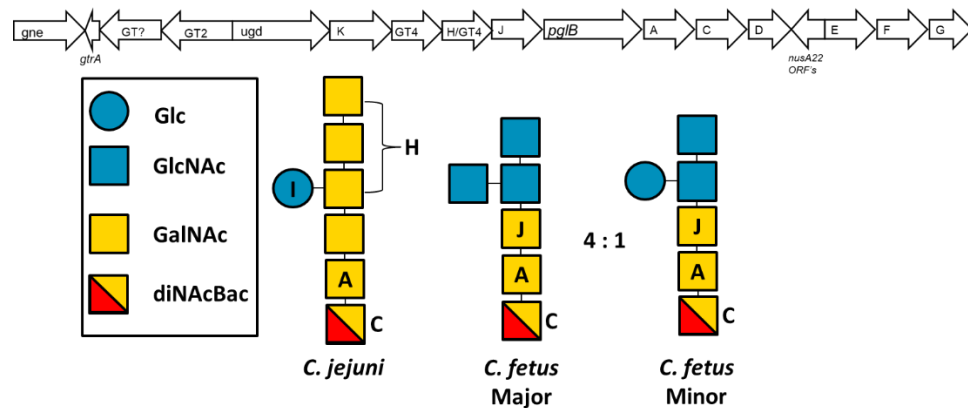 gne GT? GT2 ugd K GT4 H/GT4 J pglB A C D E F G
gtrA
nusA22
ORF's
Glc
GlcNAc
GalNAc
diNAcBac
H
I
A
C
C. jejuni
J
A
C
C. fetus
Major
4 : 1
J
A
C
C. fetus
Minor